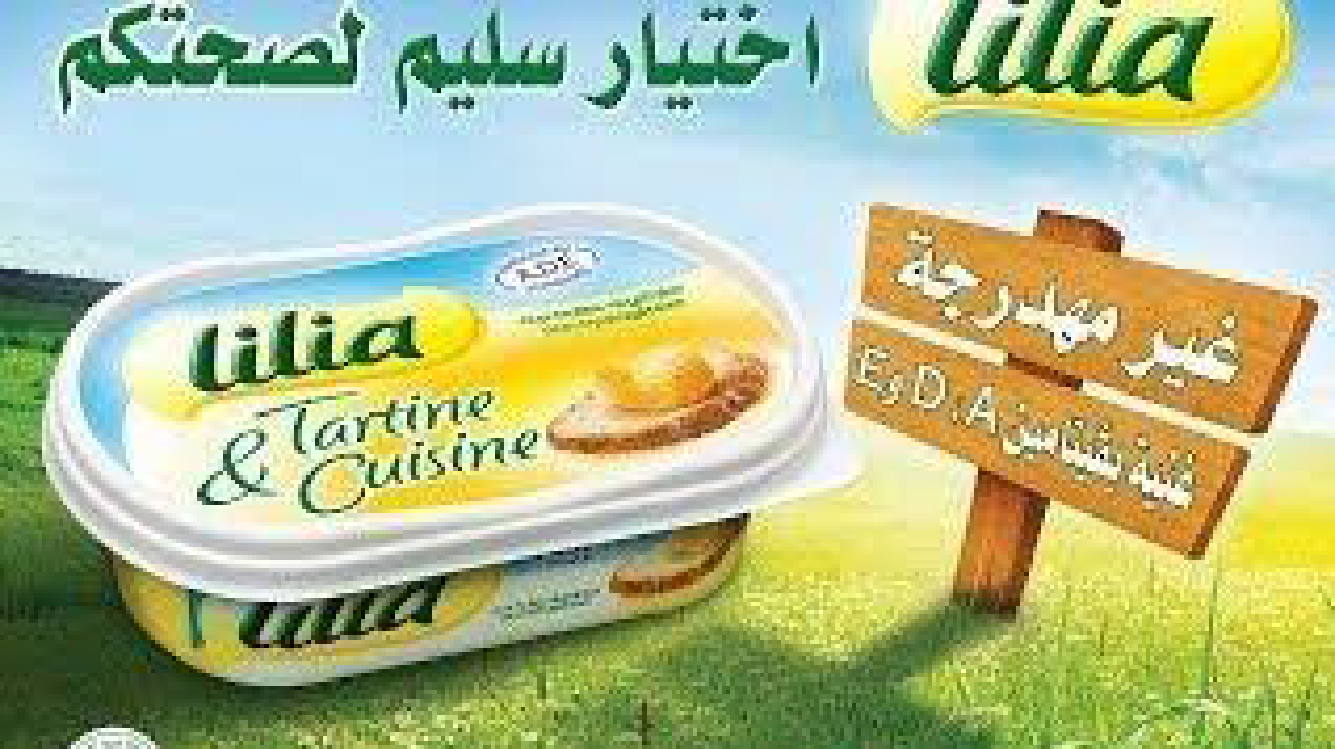 اختيار سليم لصحتكم
lilia
lilia
Tartine
& Cuisine
غير مهدرجة
غنية بفيتامين A، D و E
lilia